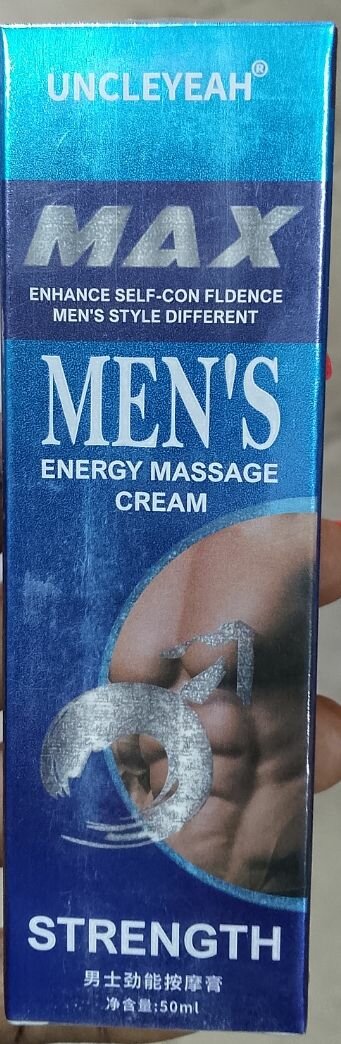 UNCLEYEAH®
MAX
ENHANCE SELF-CON FLDENCE
MEN'S STYLE DIFFERENT
MEN'S
ENERGY MASSAGE
CREAM
STRENGTH
男士劲能按摩膏
净含量:50ml